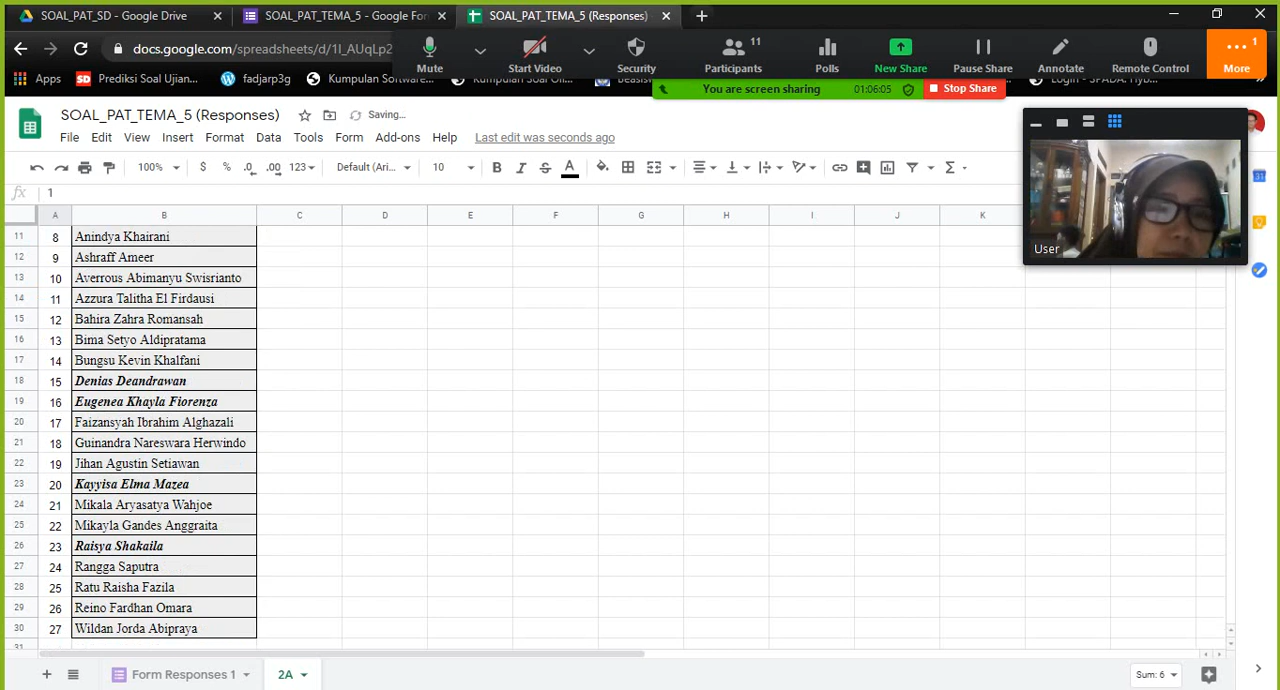 SOAL_PAT_SD - Google Drive
SOAL_PAT_TEMA_5 - Google For
SOAL_PAT_TEMA_5 (Responses)
docs.google.com/spreadsheets/d/1I_AUqLp2
Mute
Start Video
Security
Participants 11
Polls
New Share
Pause Share
Annotate
Remote Control
More 1
Apps
Prediksi Soal Ujian...
fadjarp3g
Kumpulan Software...
You are screen sharing
01:06:05
Stop Share
SOAL_PAT_TEMA_5 (Responses)
Saving...
File Edit View Insert Format Data Tools Form Add-ons Help Last edit was seconds ago
100% $ % .0 .00 123 Default (Ari... 10 B I S A
fx 1
A B C D E F G H I J K
11 8 Anindya Khairani
12 9 Ashraff Ameer
13 10 Averrous Abimanyu Swisrianto
14 11 Azzura Talitha El Firdausi
15 12 Bahira Zahra Romansah
16 13 Bima Setyo Aldipratama
17 14 Bungsu Kevin Khalfani
18 15 Denias Deandrawan
19 16 Eugenea Khayla Fiorenza
20 17 Faizansyah Ibrahim Alghazali
21 18 Guinandra Nareswara Herwindo
22 19 Jihan Agustin Setiawan
23 20 Kayyisa Elma Mazea
24 21 Mikala Aryasatya Wahjoe
25 22 Mikayla Gandes Anggraita
26 23 Raisya Shakaila
27 24 Rangga Saputra
28 25 Ratu Raisha Fazila
29 26 Reino Fardhan Omara
30 27 Wildan Jorda Abipraya
31
User
Form Responses 1
2A
Sum: 6